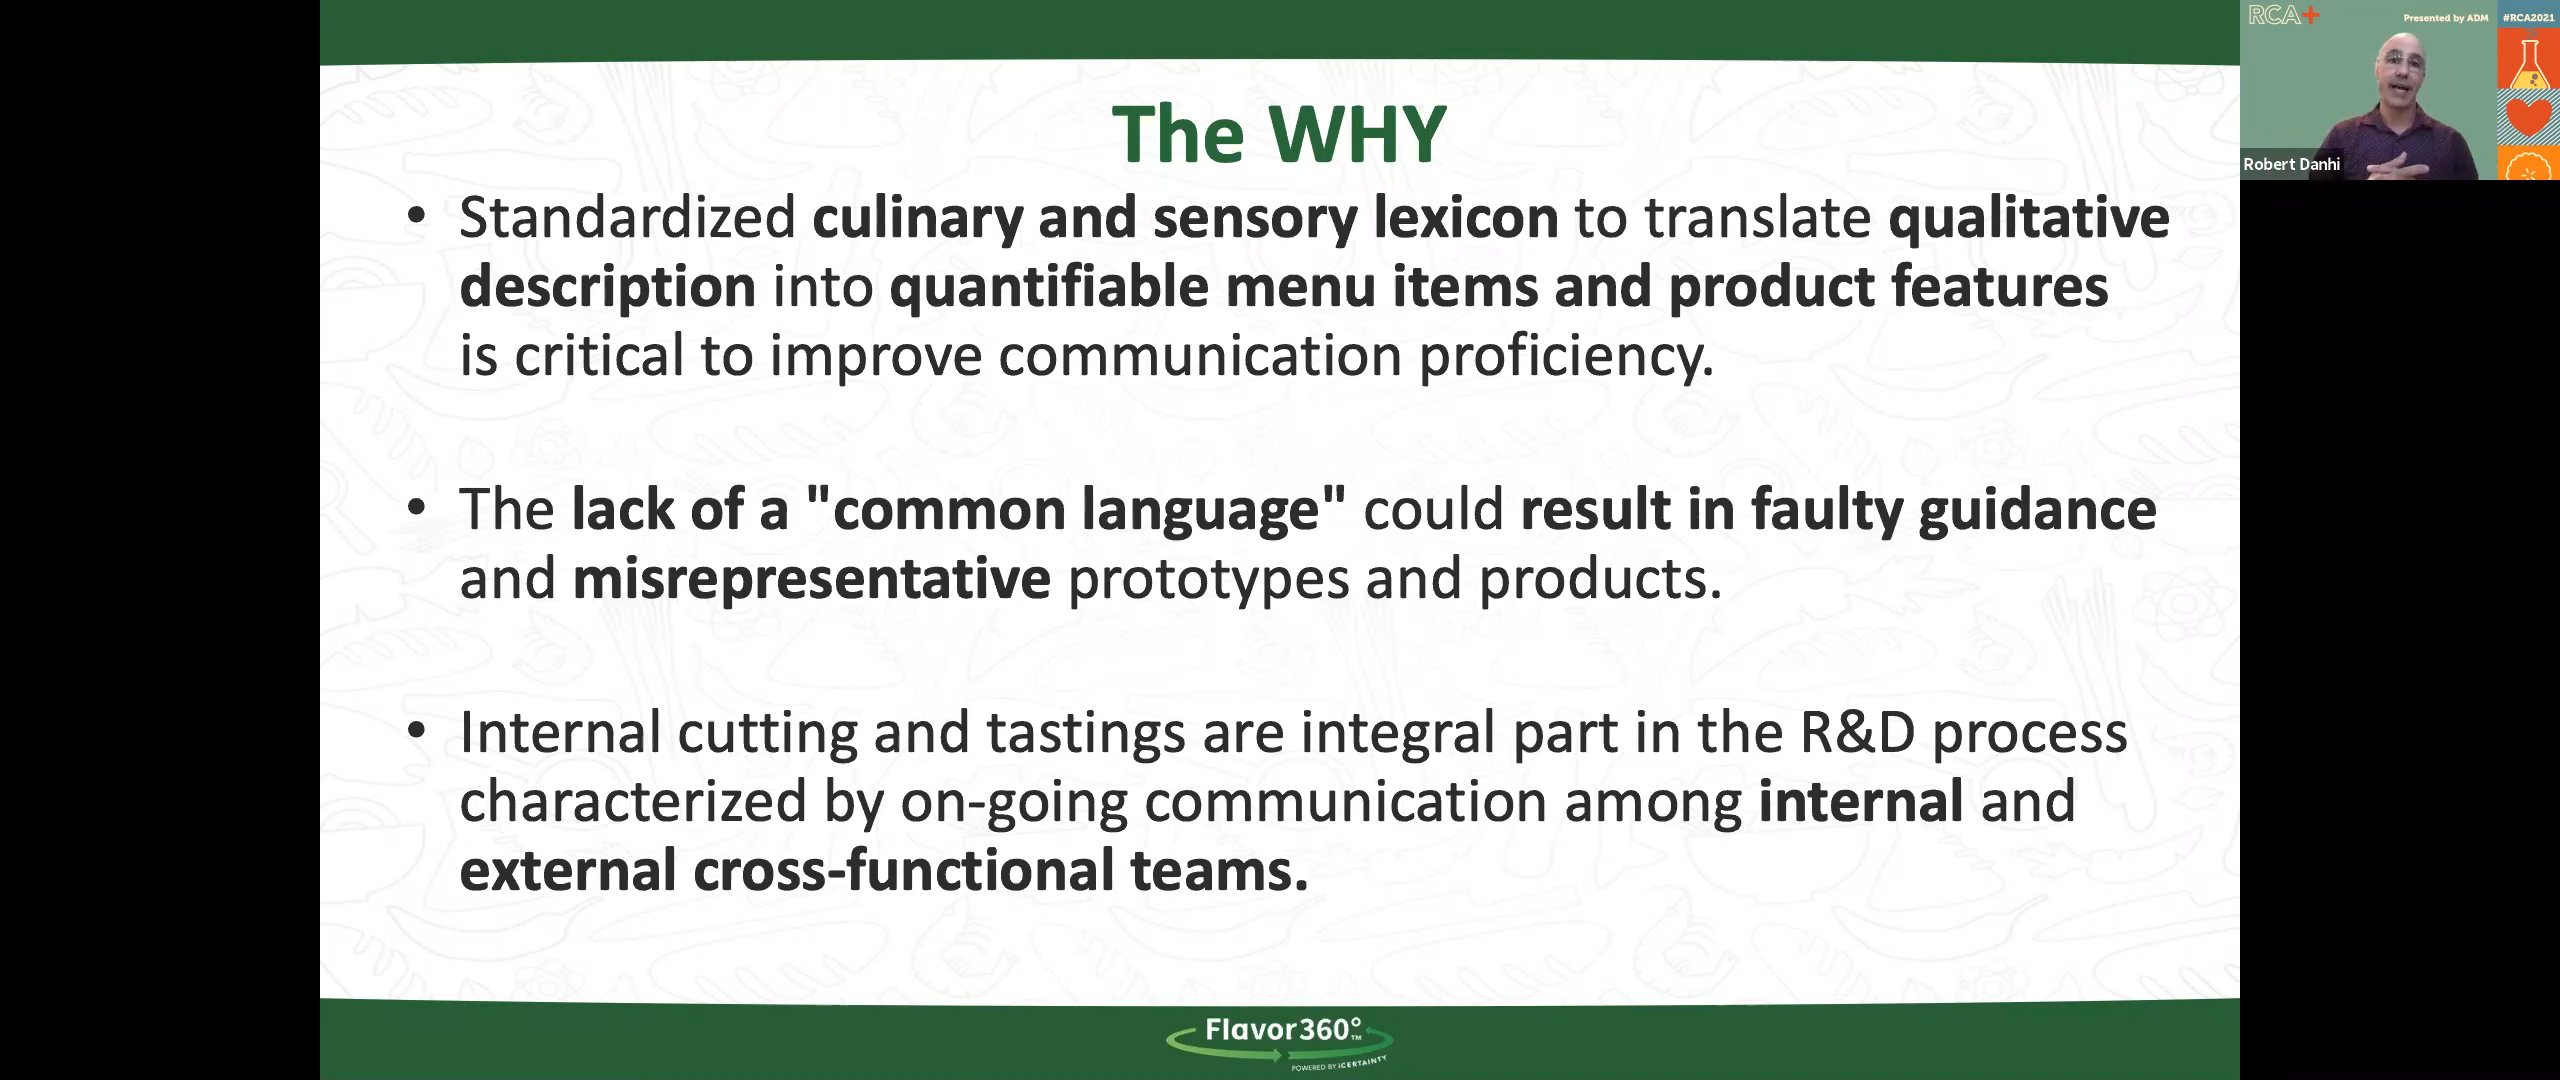 The WHY
• Standardized culinary and sensory lexicon to translate qualitative
description into quantifiable menu items and product features
is critical to improve communication proficiency.
• The lack of a "common language" could result in faulty guidance
and misrepresentative prototypes and products.
• Internal cutting and tastings are integral part in the R&D process
characterized by on-going communication among internal and
external cross-functional teams.
Flavor360°™
POWERED BY iCERTAINTY
RCA+
Presented by ADM
#RCA2021
Robert Danhi